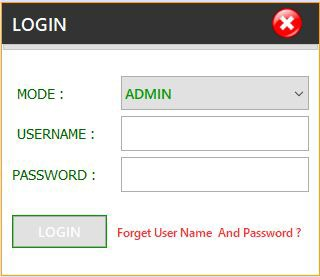 LOGIN
MODE : ADMIN
USERNAME :
PASSWORD :
LOGIN Forget User Name And Password ?